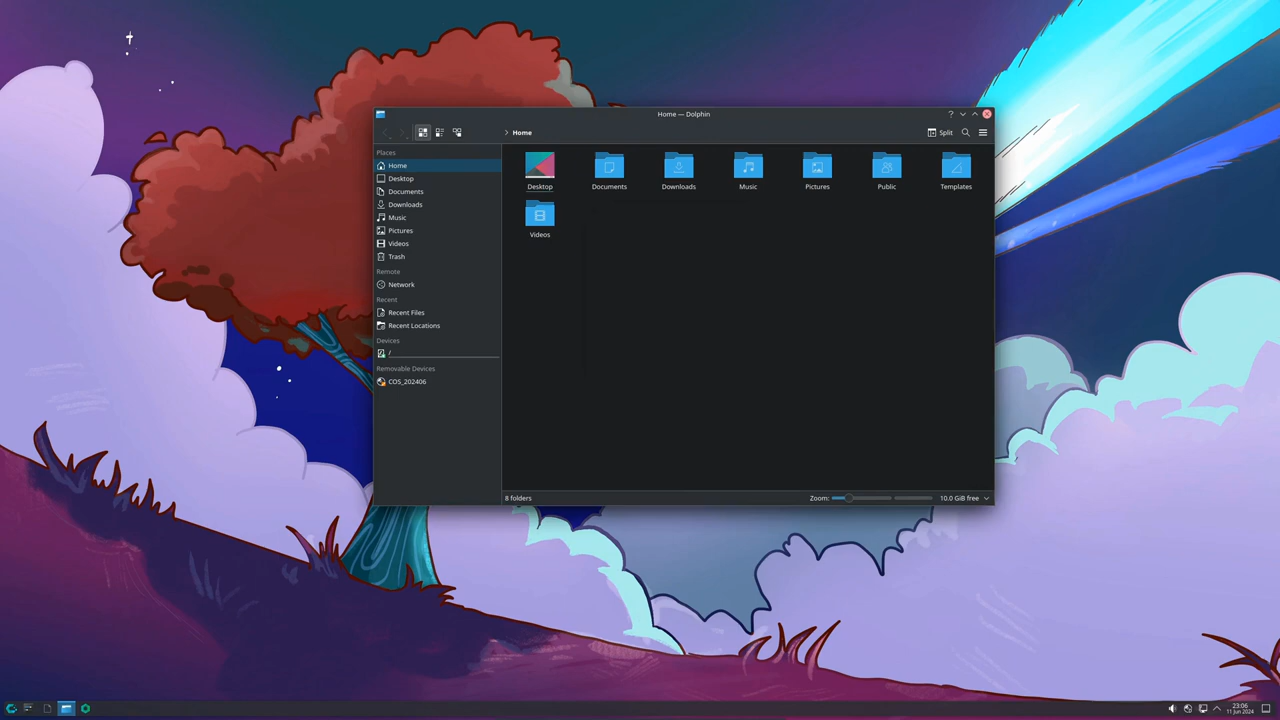 Home — Dolphin
Home
Split
Places
Home
Desktop
Documents
Downloads
Music
Pictures
Videos
Trash
Remote
Network
Recent
Recent Files
Recent Locations
Devices
/
Removable Devices
COS_202406
Desktop
Documents
Downloads
Music
Pictures
Public
Templates
Videos
8 folders
Zoom:
10.0 GiB free
23:06
11 Jun 2024